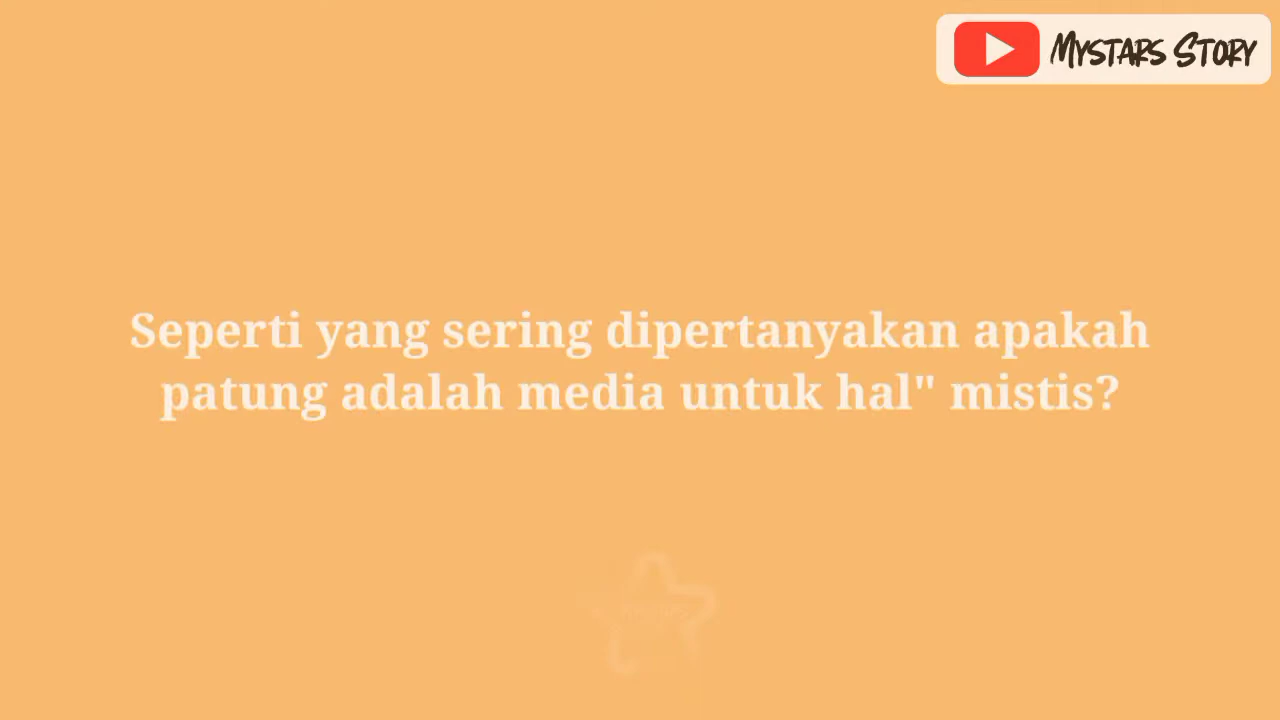 Mystars Story
Seperti yang sering dipertanyakan apakah
patung adalah media untuk hal" mistis?